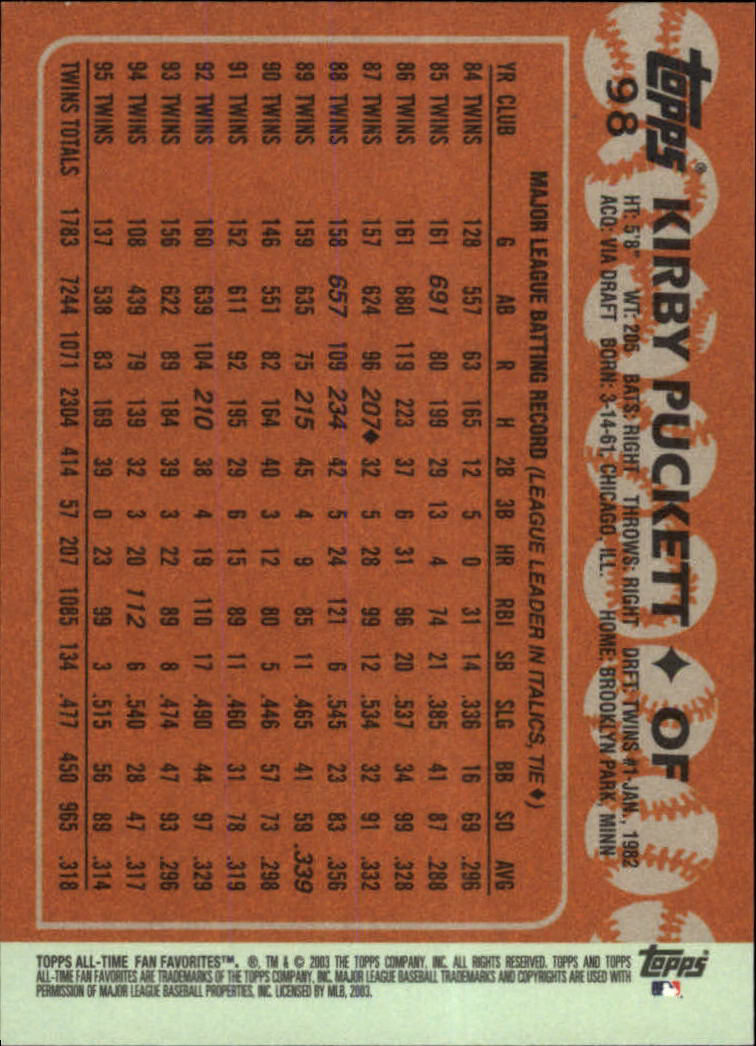 topps®
98
KIRBY PUCKETT ♦ OF
HT: 5'8" WT: 206 BATS: RIGHT THROWS: RIGHT DRFT: TWINS #1-JAN., 1982
ACQ: VIA DRAFT BORN: 3-14-61, CHICAGO, ILL. HOME: BROOKLYN PARK, MINN
MAJOR LEAGUE BATTING RECORD (LEAGUE LEADER IN ITALICS, TIE♦)
YR CLUB G AB R H 2B 3B HR RBI SB SLG BB SO AVG
84 TWINS 128 557 63 165 12 5 0 31 14 .336 16 69 .296
85 TWINS 161 691 80 199 29 13 4 74 21 .385 41 87 .288
86 TWINS 161 680 119 223 37 6 31 96 20 .537 34 99 .328
87 TWINS 157 624 96 207♦ 32 5 28 99 12 .534 32 91 .332
88 TWINS 158 657 109 234 42 5 24 121 6 .545 23 83 .356
89 TWINS 159 635 75 215 45 4 9 85 11 .465 41 59 .339
90 TWINS 146 551 82 164 40 3 12 80 5 .446 57 73 .298
91 TWINS 152 611 92 195 29 6 15 89 11 .460 31 78 .319
92 TWINS 160 639 104 210 38 4 19 110 17 .490 44 97 .329
93 TWINS 156 622 89 184 39 3 22 89 8 .474 47 93 .296
94 TWINS 108 439 79 139 32 3 20 112 6 .540 28 47 .317
95 TWINS 137 538 83 169 39 0 23 99 3 .515 56 89 .314
TWINS TOTALS 1783 7244 1071 2304 414 57 207 1085 134 .477 450 965 .318
topps®
TOPPS ALL-TIME FAN FAVORITES™. ®, TM & © 2003 THE TOPPS COMPANY, INC. ALL RIGHTS RESERVED. TOPPS AND TOPPS
ALL-TIME FAN FAVORITES ARE TRADEMARKS OF THE TOPPS COMPANY, INC. MAJOR LEAGUE BASEBALL TRADEMARKS AND COPYRIGHTS ARE USED WITH
PERMISSION OF MAJOR LEAGUE BASEBALL PROPERTIES, INC. LICENSED BY MLB, 2003.